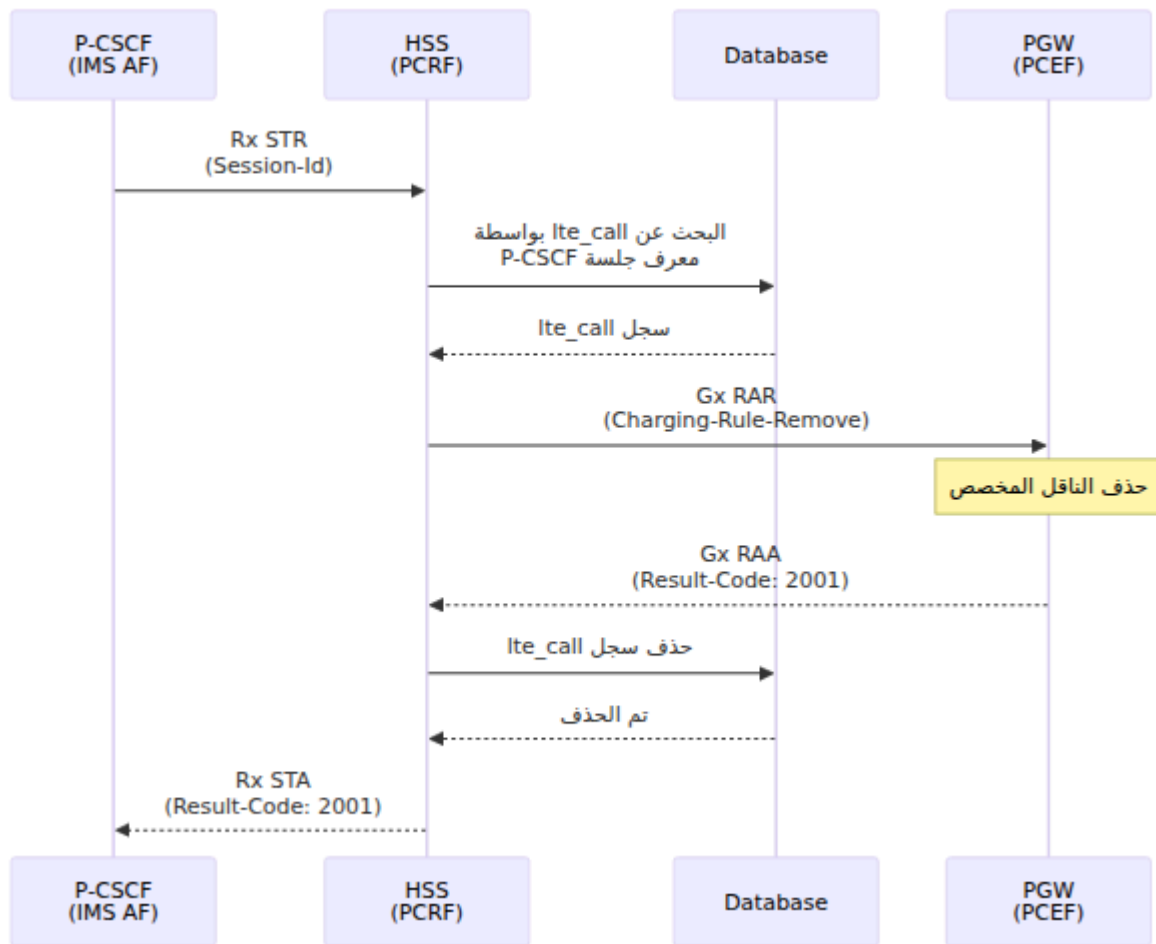 P-CSCF
(IMS AF)
HSS
(PCRF)
Database
PGW
(PCEF)
Rx STR
(Session-Id)
البحث عن lte_call بواسطة
معرف جلسة P-CSCF
سجل lte_call
Gx RAR
(Charging-Rule-Remove)
حذف الناقل المخصص
Gx RAA
(Result-Code: 2001)
حذف سجل lte_call
تم الحذف
Rx STA
(Result-Code: 2001)
P-CSCF
(IMS AF)
HSS
(PCRF)
Database
PGW
(PCEF)